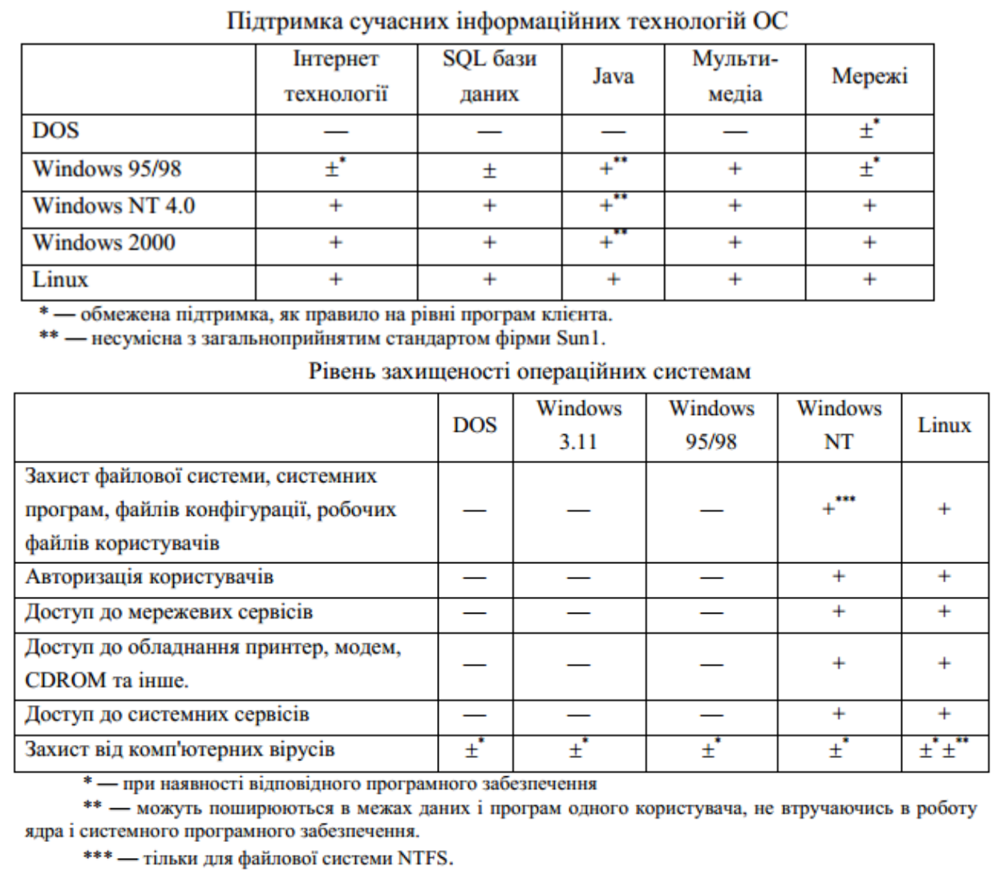 Підтримка сучасних інформаційних технологій ОС
Інтернет технології SQL бази даних Java Мульти-медіа Мережі
DOS — — — — ±*
Windows 95/98 ±* ± +** + ±*
Windows NT 4.0 + + +** + +
Windows 2000 + + +** + +
Linux + + + + +
* — обмежена підтримка, як правило на рівні програм клієнта.
** — несумісна з загальноприйнятим стандартом фірми Sun1.
Рівень захищеності операційних системам
DOS Windows 3.11 Windows 95/98 Windows NT Linux
Захист файлової системи, системних
програм, файлів конфігурації, робочих — — — +*** +
файлів користувачів
Авторизація користувачів — — — + +
Доступ до мережевих сервісів — — — + +
Доступ до обладнання принтер, модем, — — — + +
CDROM та інше.
Доступ до системних сервісів — — — + +
Захист від комп'ютерних вірусів ±* ±* ±* ±* ±* ±**
* — при наявності відповідного програмного забезпечення
** — можуть поширюються в межах даних і програм одного користувача, не втручаючись в роботу
ядра і системного програмного забезпечення.
*** — тільки для файлової системи NTFS.